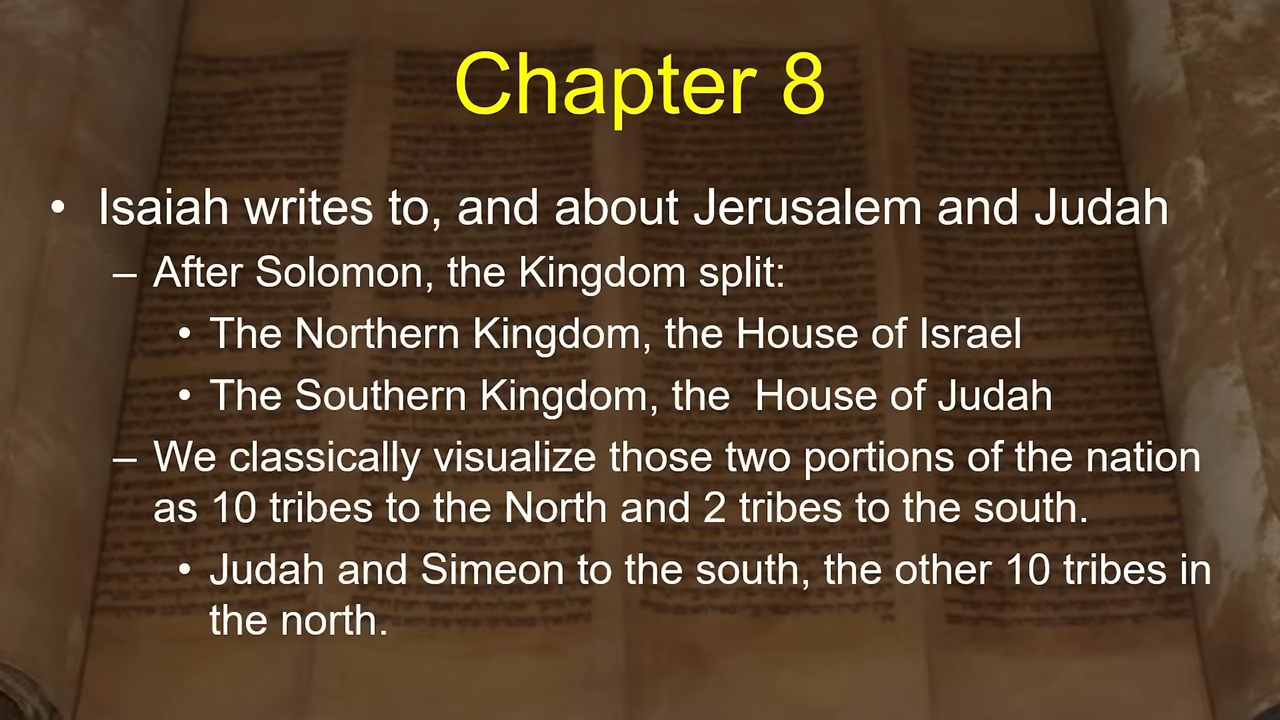 Chapter 8
• Isaiah writes to, and about Jerusalem and Judah
– After Solomon, the Kingdom split:
• The Northern Kingdom, the House of Israel
• The Southern Kingdom, the  House of Judah
– We classically visualize those two portions of the nation
as 10 tribes to the North and 2 tribes to the south.
• Judah and Simeon to the south, the other 10 tribes in
the north.